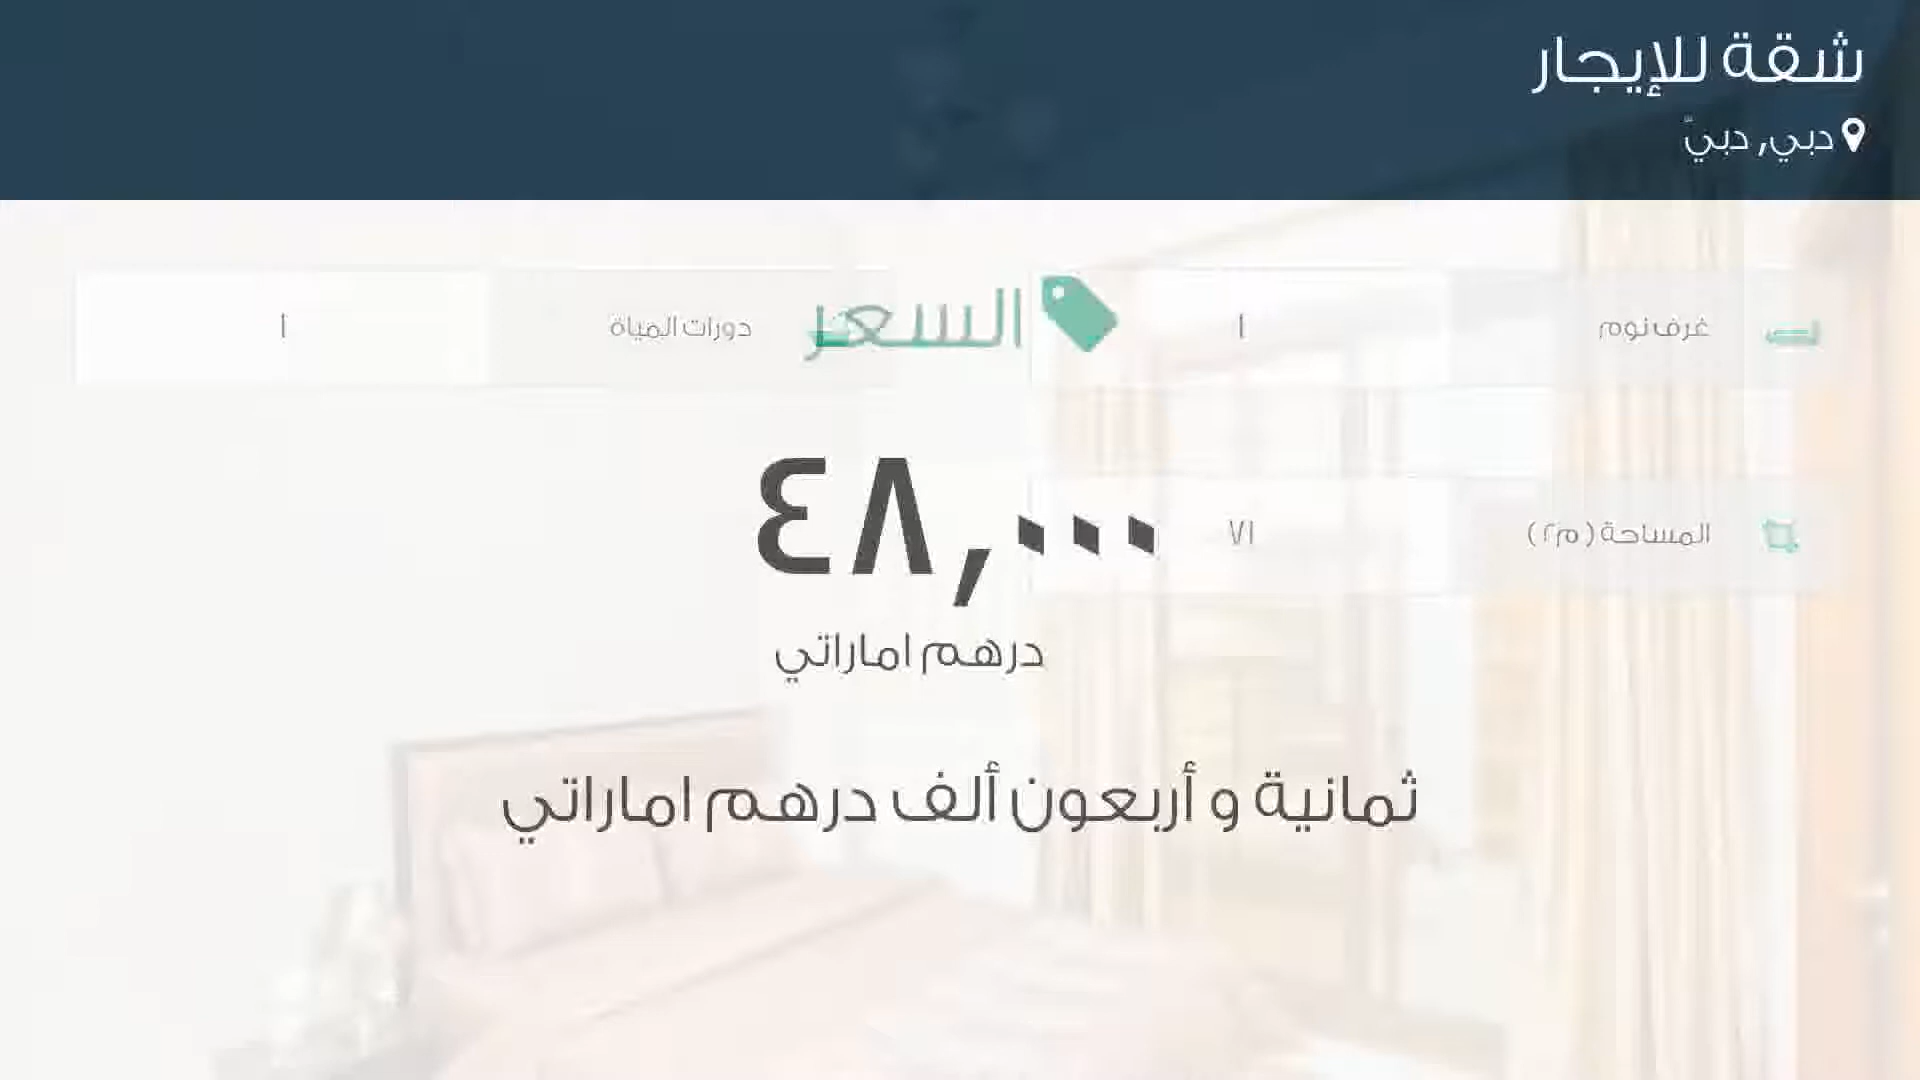 شقة للإيجار
دبي, دبيّ
غرف نوم ١
السعر
دورات المياة ١
المساحة (م٢) ٧١
٤٨,٠٠٠
درهم اماراتي
ثمانية و أربعون ألف درهم اماراتي